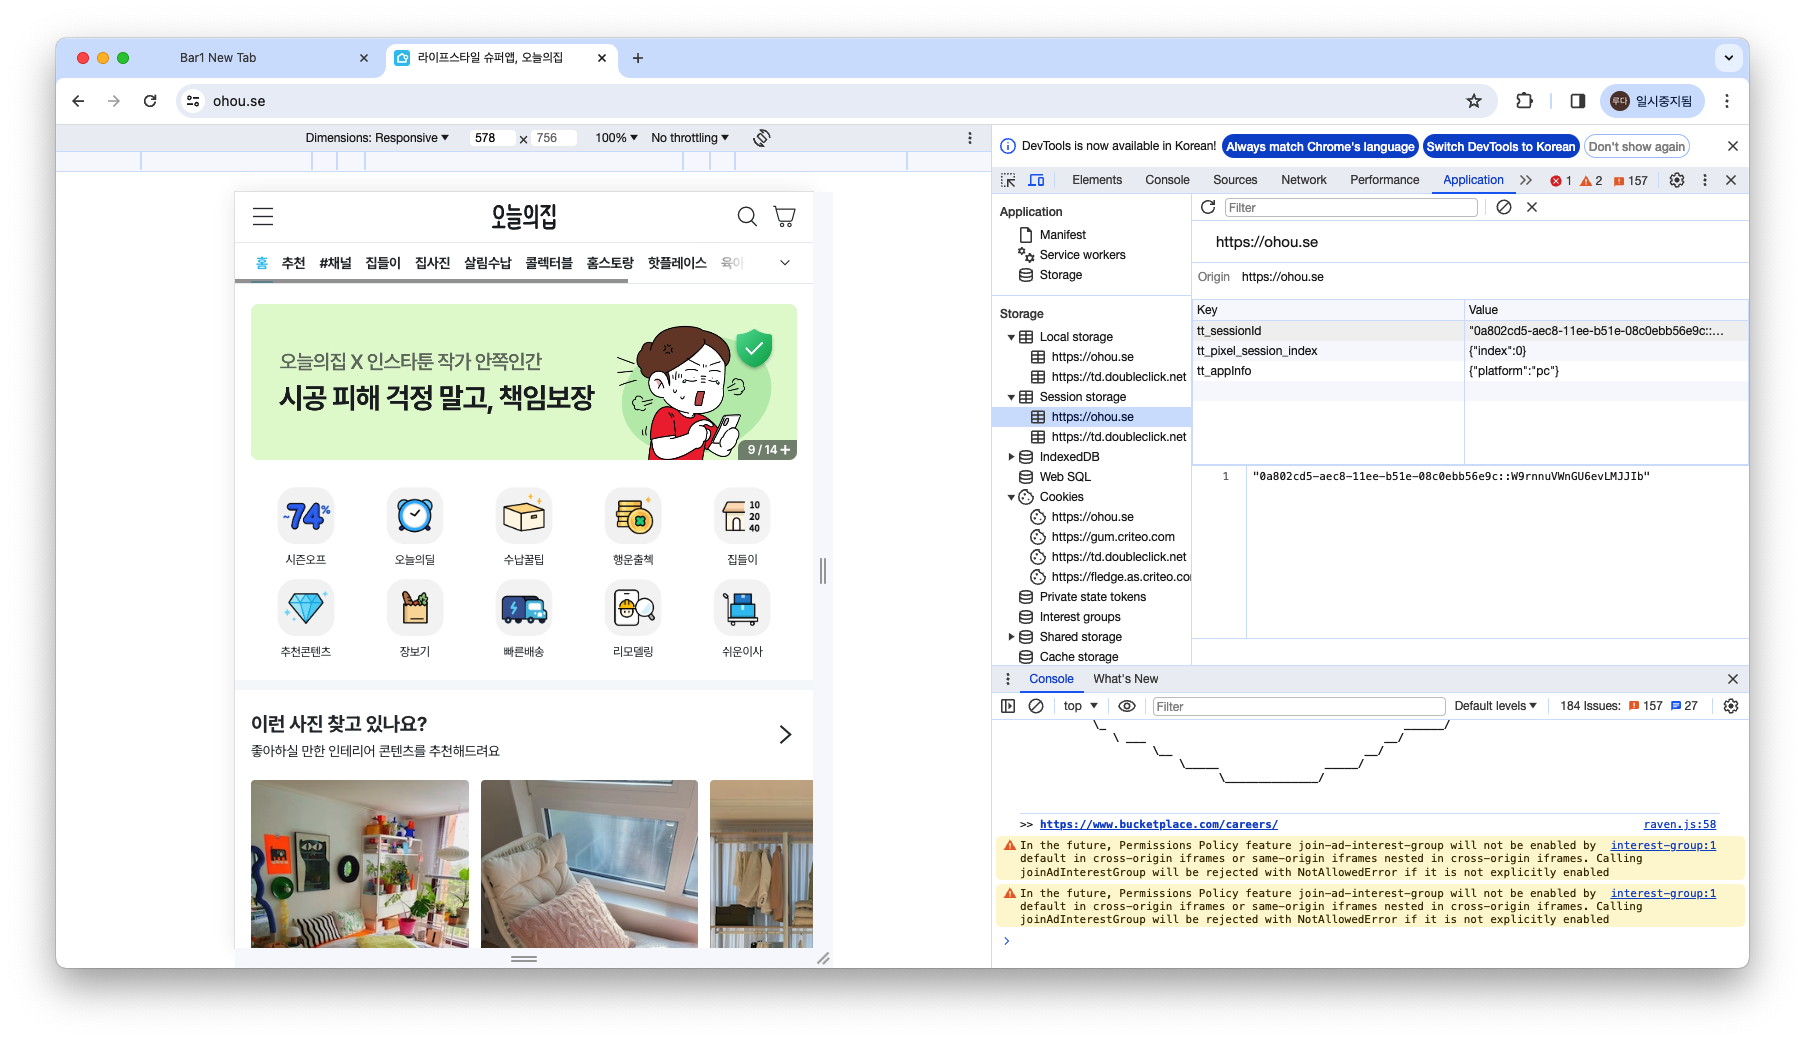 Bar1 New Tab
라이프스타일 슈퍼앱, 오늘의집
ohou.se
루다 일시중지됨
Dimensions: Responsive
578 x 756
100%
No throttling
오늘의집
홈 추천 #채널 집들이 집사진 살림수납 콜렉터블 홈스토랑 핫플레이스 육아
오늘의집 X 인스타툰 작가 안쪽인간
시공 피해 걱정 말고, 책임보장
9 / 14 +
~74%
10
20
40
시즌오프 오늘의딜 수납꿀팁 행운출첵 집들이
추천콘텐츠 장보기 빠른배송 리모델링 쉬운이사
이런 사진 찾고 있나요?
좋아하실 만한 인테리어 콘텐츠를 추천해드려요
DevTools is now available in Korean! Always match Chrome's language Switch DevTools to Korean Don't show again
Elements Console Sources Network Performance Application 1 2 157
Application
Manifest
Service workers
Storage
Storage
Local storage
https://ohou.se
https://td.doubleclick.net
Session storage
https://ohou.se
https://td.doubleclick.net
IndexedDB
Web SQL
Cookies
https://ohou.se
https://gum.criteo.com
https://td.doubleclick.net
https://fledge.as.criteo.co
Private state tokens
Interest groups
Shared storage
Cache storage
Filter
https://ohou.se
Origin https://ohou.se
Key Value
tt_sessionId "0a802cd5-aec8-11ee-b51e-08c0ebb56e9c::...
tt_pixel_session_index {"index":0}
tt_appInfo {"platform":"pc"}
1 "0a802cd5-aec8-11ee-b51e-08c0ebb56e9c::W9rnnuVWnGU6evLMJJIb"
Console What's New
top Filter Default levels 184 Issues: 157 27
\_ ______/
\ ___ __/
\__ __/
\_____ _____/
\______________/
>> https://www.bucketplace.com/careers/ raven.js:58
In the future, Permissions Policy feature join-ad-interest-group will not be enabled by interest-group:1
default in cross-origin iframes or same-origin iframes nested in cross-origin iframes. Calling
joinAdInterestGroup will be rejected with NotAllowedError if it is not explicitly enabled
In the future, Permissions Policy feature join-ad-interest-group will not be enabled by interest-group:1
default in cross-origin iframes or same-origin iframes nested in cross-origin iframes. Calling
joinAdInterestGroup will be rejected with NotAllowedError if it is not explicitly enabled
>